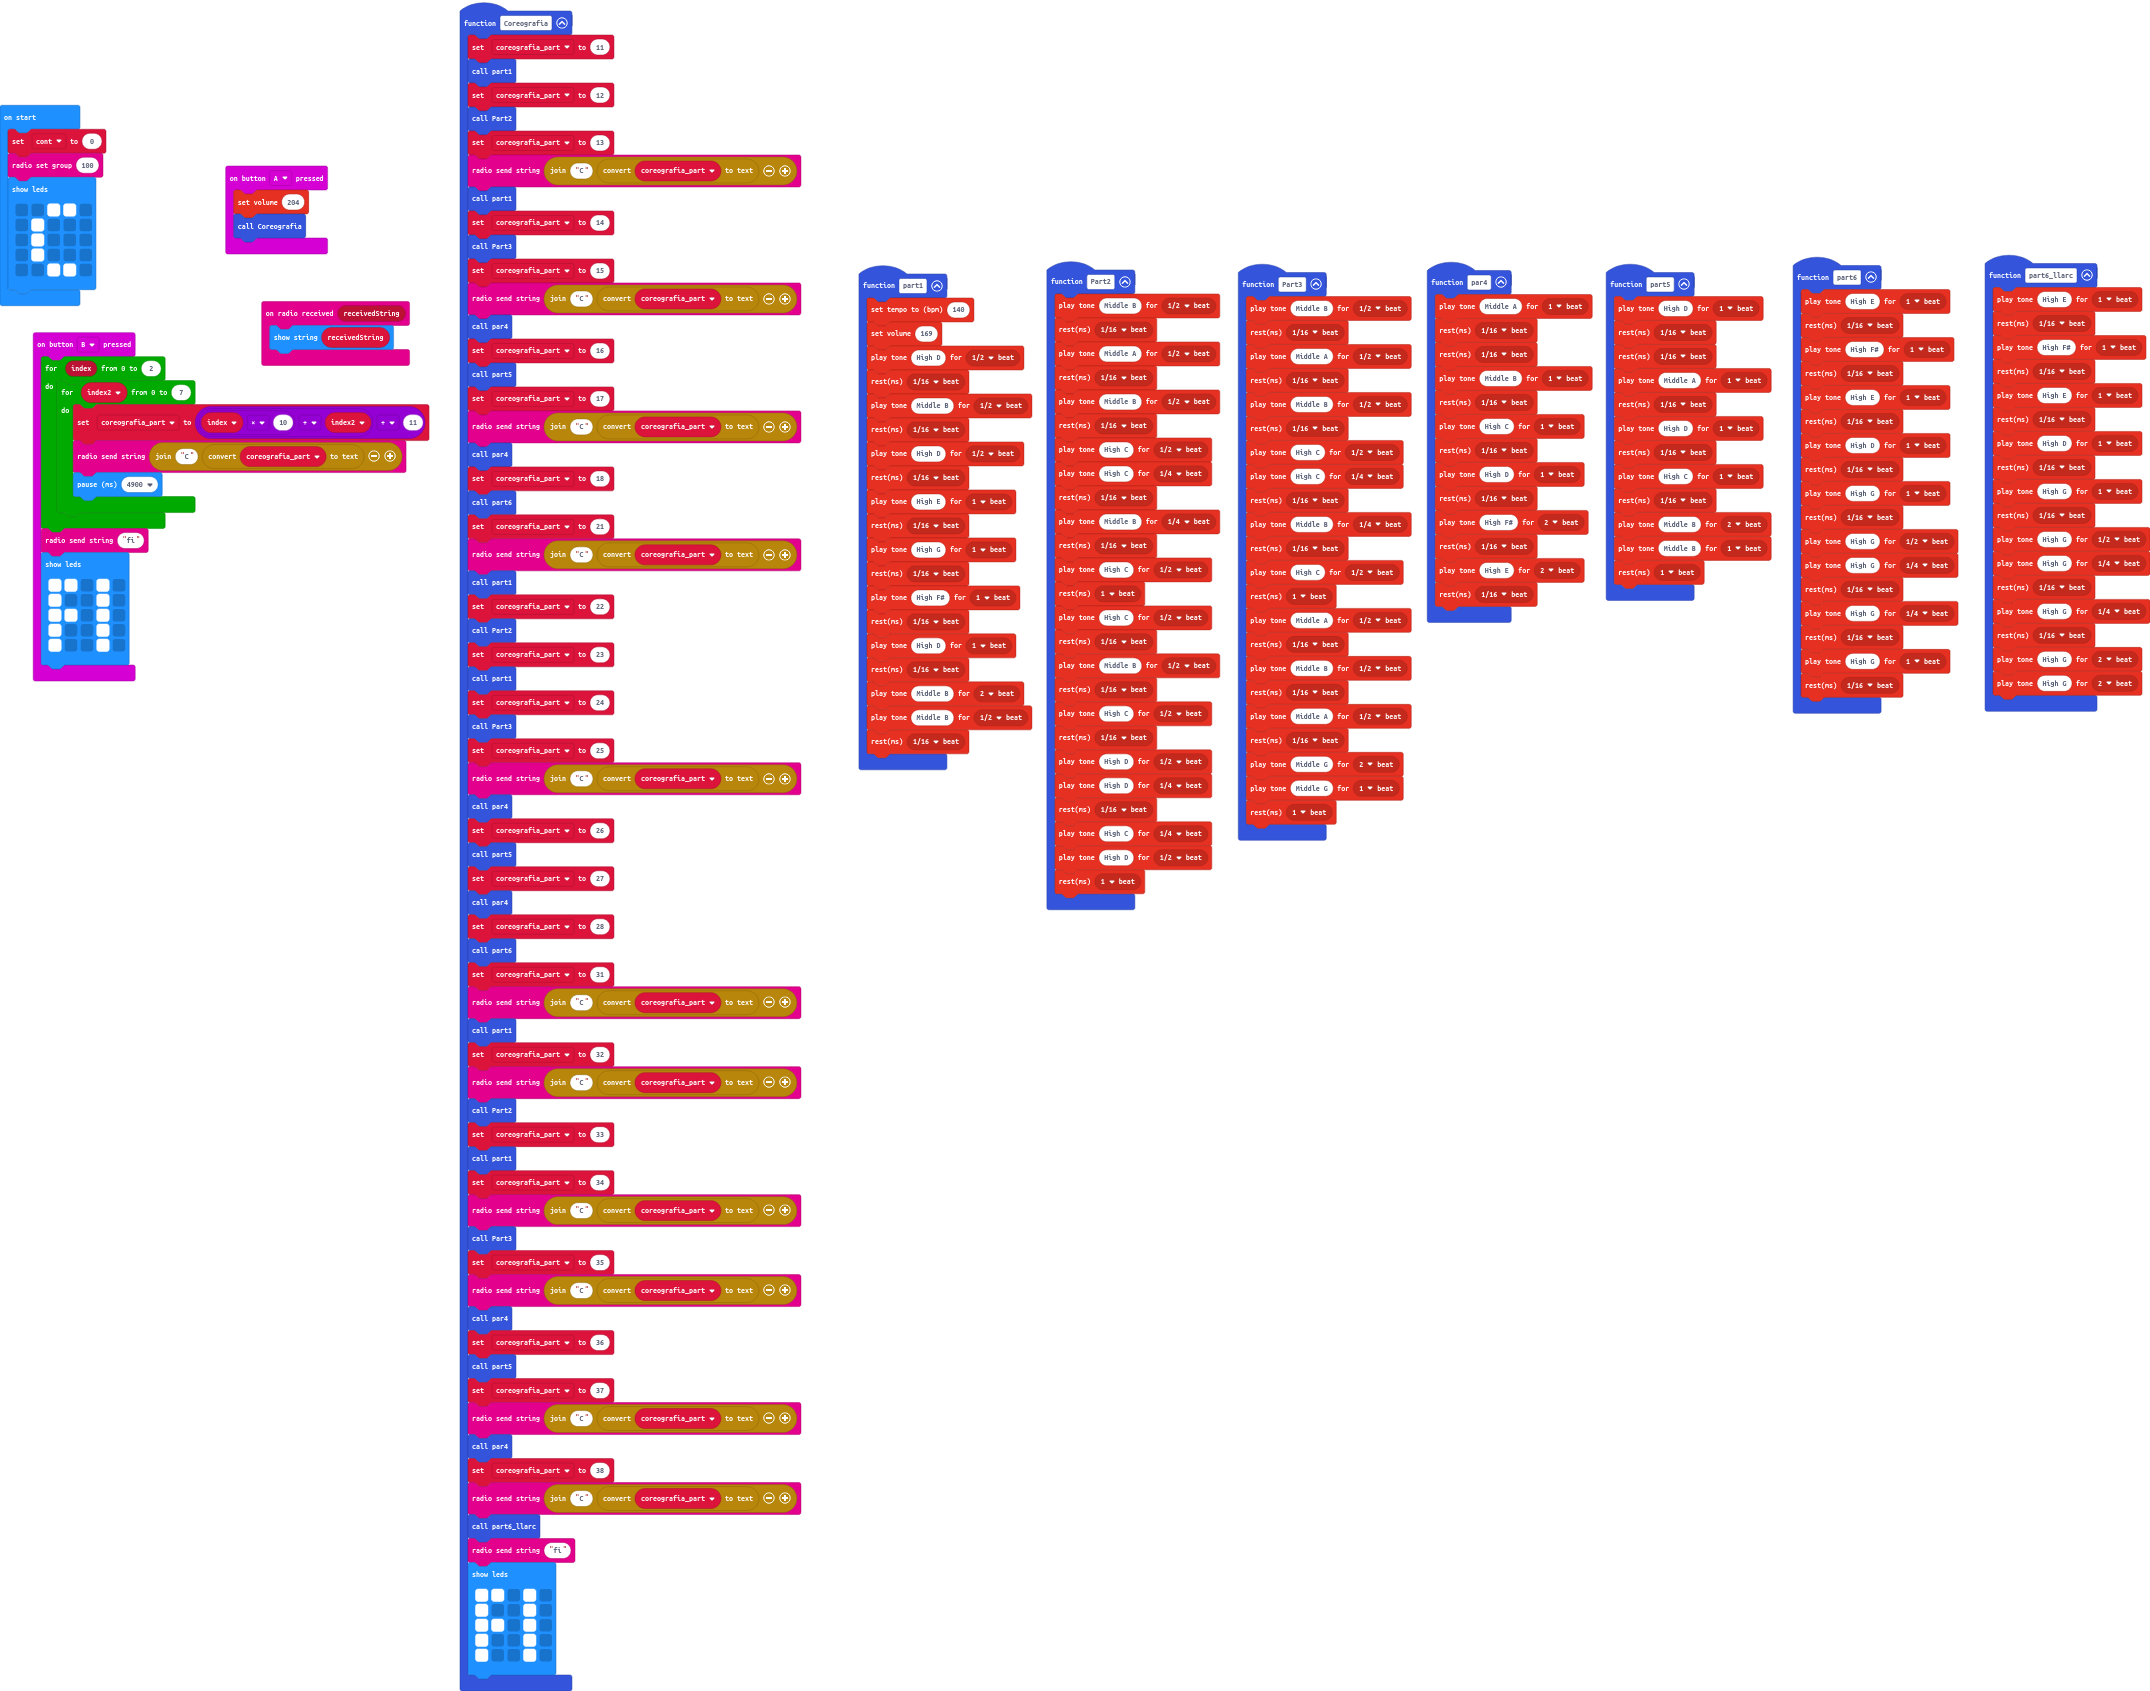 on start
set cont to 0
radio set group 100
show leds
on button A pressed
set volume 204
call Coreografia
on radio received receivedString
show string receivedString
on button B pressed
for index from 0 to 2
do
for index2 from 0 to 7
do
set coreografia_part to index × 10 + index2 + 11
radio send string join "C" convert coreografia_part to text
pause (ms) 4900
radio send string "fi"
show leds
function Coreografia
set coreografia_part to 11
call part1
set coreografia_part to 12
call Part2
set coreografia_part to 13
radio send string join "C" convert coreografia_part to text
call part1
set coreografia_part to 14
call Part3
set coreografia_part to 15
radio send string join "C" convert coreografia_part to text
call par4
set coreografia_part to 16
call part5
set coreografia_part to 17
radio send string join "C" convert coreografia_part to text
call par4
set coreografia_part to 18
call part6
set coreografia_part to 21
radio send string join "C" convert coreografia_part to text
call part1
set coreografia_part to 22
call Part2
set coreografia_part to 23
call part1
set coreografia_part to 24
call Part3
set coreografia_part to 25
radio send string join "C" convert coreografia_part to text
call par4
set coreografia_part to 26
call part5
set coreografia_part to 27
call par4
set coreografia_part to 28
call part6
set coreografia_part to 31
radio send string join "C" convert coreografia_part to text
call part1
set coreografia_part to 32
radio send string join "C" convert coreografia_part to text
call Part2
set coreografia_part to 33
call part1
set coreografia_part to 34
radio send string join "C" convert coreografia_part to text
call Part3
set coreografia_part to 35
radio send string join "C" convert coreografia_part to text
call par4
set coreografia_part to 36
call part5
set coreografia_part to 37
radio send string join "C" convert coreografia_part to text
call par4
set coreografia_part to 38
radio send string join "C" convert coreografia_part to text
call part6_llarc
radio send string "fi"
show leds
function part1
set tempo to (bpm) 140
set volume 169
play tone High D for 1/2 beat
rest(ms) 1/16 beat
play tone Middle B for 1/2 beat
rest(ms) 1/16 beat
play tone High D for 1/2 beat
rest(ms) 1/16 beat
play tone High E for 1 beat
rest(ms) 1/16 beat
play tone High G for 1 beat
rest(ms) 1/16 beat
play tone High F# for 1 beat
rest(ms) 1/16 beat
play tone High D for 1 beat
rest(ms) 1/16 beat
play tone Middle B for 2 beat
play tone Middle B for 1/2 beat
rest(ms) 1/16 beat
function Part2
play tone Middle B for 1/2 beat
rest(ms) 1/16 beat
play tone Middle A for 1/2 beat
rest(ms) 1/16 beat
play tone Middle B for 1/2 beat
rest(ms) 1/16 beat
play tone High C for 1/2 beat
play tone High C for 1/4 beat
rest(ms) 1/16 beat
play tone Middle B for 1/4 beat
rest(ms) 1/16 beat
play tone High C for 1/2 beat
rest(ms) 1 beat
play tone High C for 1/2 beat
rest(ms) 1/16 beat
play tone Middle B for 1/2 beat
rest(ms) 1/16 beat
play tone High C for 1/2 beat
rest(ms) 1/16 beat
play tone High D for 1/2 beat
play tone High D for 1/4 beat
rest(ms) 1/16 beat
play tone High C for 1/4 beat
play tone High D for 1/2 beat
rest(ms) 1 beat
function Part3
play tone Middle B for 1/2 beat
rest(ms) 1/16 beat
play tone Middle A for 1/2 beat
rest(ms) 1/16 beat
play tone Middle B for 1/2 beat
rest(ms) 1/16 beat
play tone High C for 1/2 beat
play tone High C for 1/4 beat
rest(ms) 1/16 beat
play tone Middle B for 1/4 beat
rest(ms) 1/16 beat
play tone High C for 1/2 beat
rest(ms) 1 beat
play tone Middle A for 1/2 beat
rest(ms) 1/16 beat
play tone Middle B for 1/2 beat
rest(ms) 1/16 beat
play tone Middle A for 1/2 beat
rest(ms) 1/16 beat
play tone Middle G for 2 beat
play tone Middle G for 1 beat
rest(ms) 1 beat
function par4
play tone Middle A for 1 beat
rest(ms) 1/16 beat
rest(ms) 1/16 beat
play tone Middle B for 1 beat
rest(ms) 1/16 beat
play tone High C for 1 beat
rest(ms) 1/16 beat
play tone High D for 1 beat
rest(ms) 1/16 beat
play tone High F# for 2 beat
rest(ms) 1/16 beat
play tone High E for 2 beat
rest(ms) 1/16 beat
function part5
play tone High D for 1 beat
rest(ms) 1/16 beat
rest(ms) 1/16 beat
play tone Middle A for 1 beat
rest(ms) 1/16 beat
play tone High D for 1 beat
rest(ms) 1/16 beat
play tone High C for 1 beat
rest(ms) 1/16 beat
play tone Middle B for 2 beat
play tone Middle B for 1 beat
rest(ms) 1 beat
function part6
play tone High E for 1 beat
rest(ms) 1/16 beat
play tone High F# for 1 beat
rest(ms) 1/16 beat
play tone High E for 1 beat
rest(ms) 1/16 beat
play tone High D for 1 beat
rest(ms) 1/16 beat
play tone High G for 1 beat
rest(ms) 1/16 beat
play tone High G for 1/2 beat
play tone High G for 1/4 beat
rest(ms) 1/16 beat
play tone High G for 1/4 beat
rest(ms) 1/16 beat
play tone High G for 1 beat
rest(ms) 1/16 beat
function part6_llarc
play tone High E for 1 beat
rest(ms) 1/16 beat
play tone High F# for 1 beat
rest(ms) 1/16 beat
play tone High E for 1 beat
rest(ms) 1/16 beat
play tone High D for 1 beat
rest(ms) 1/16 beat
play tone High G for 1 beat
rest(ms) 1/16 beat
play tone High G for 1/2 beat
play tone High G for 1/4 beat
rest(ms) 1/16 beat
play tone High G for 1/4 beat
rest(ms) 1/16 beat
play tone High G for 2 beat
play tone High G for 2 beat